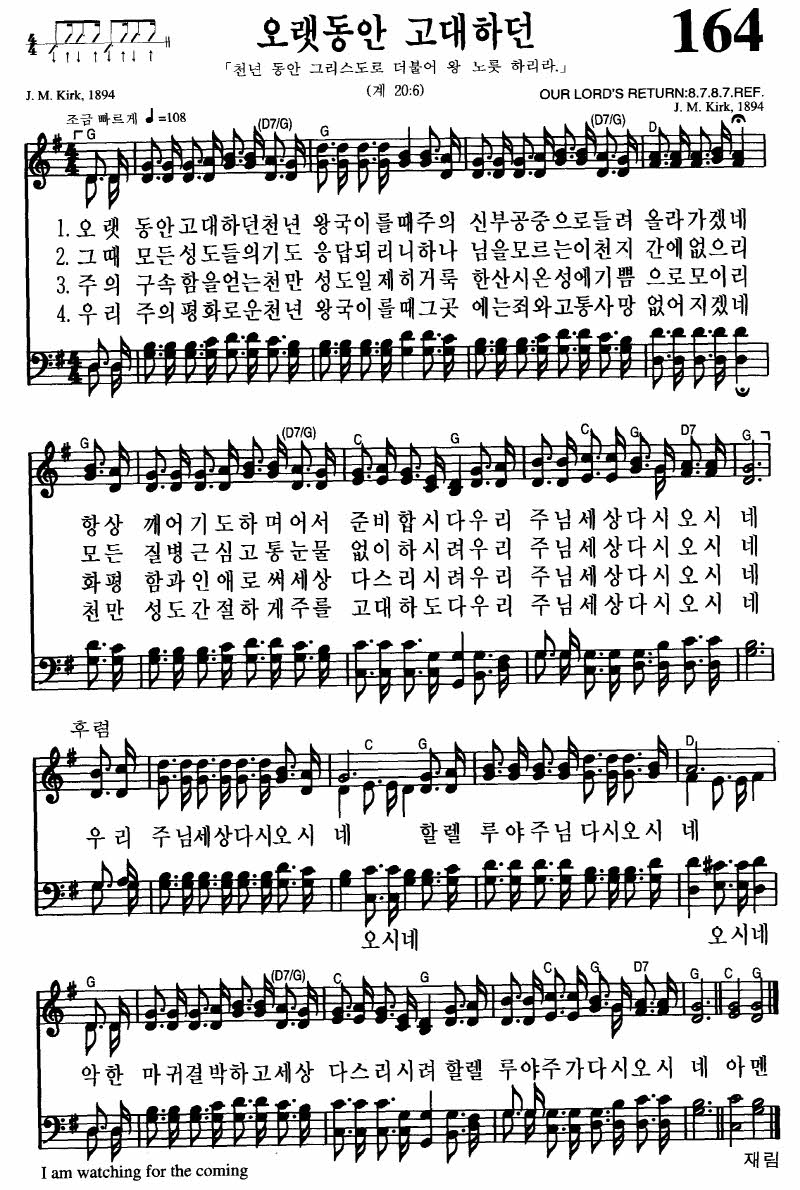 오랫동안 고대하던
164
「천년 동안 그리스도로 더불어 왕 노릇 하리라.」
(계 20:6)
J. M. Kirk, 1894
OUR LORD'S RETURN:8.7.8.7.REF.
J. M. Kirk, 1894
조금 빠르게 ♩=108
G (D7/G) G (D7/G) D
4/4
1. 오 랫 동안고대하던천년 왕국이를때주의 신부공중으로들려 올라가겠네
2. 그때 모든성도들의기도 응답되리니하나 님을모르는이천지 간에없으리
3. 주의 구속함을얻는천만 성도일제히거룩 한산시온성에기쁨 으로모이리
4. 우리 주의평화로운천년 왕국이를때그곳 에는죄와고통사망 없어지겠네
G (D7/G) C G C G D7 G
항상 깨어기도하며어서 준비합시다우리 주님세상다시오시 네
모든 질병근심고통눈물 없이하시려우리 주님세상다시오시 네
화평 함과인애로써세상 다스리시려우리 주님세상다시오시 네
천만 성도간절하게주를 고대하도다우리 주님세상다시오시 네
후렴
C G D
우리 주님세상다시오시 네 할렐 루야주님다시오시 네
오시네 오시네
G (D7/G) C G C G D7 G C G
악한 마귀결박하고세상 다스리시려할렐 루야주가다시오시 네 아멘
I am watching for the coming
재림